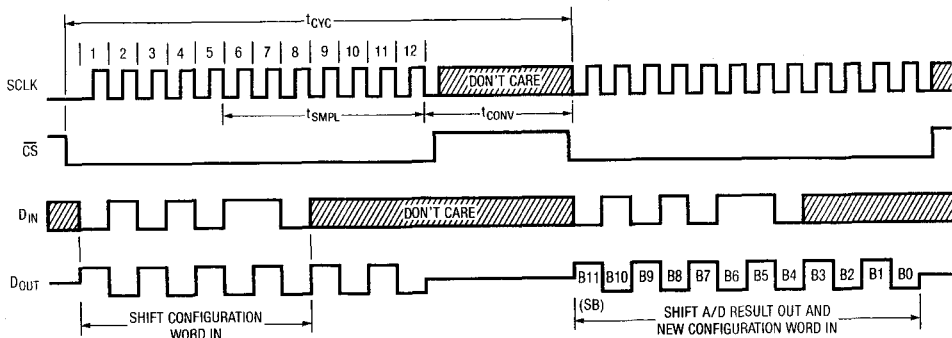 tCYC
1 2 3 4 5 6 7 8 9 10 11 12
SCLK
DON'T CARE
tSMPL
tCONV
CS
DIN
DON'T CARE
DOUT
B11 B10 B9 B8 B7 B6 B5 B4 B3 B2 B1 B0
(SB)
SHIFT CONFIGURATION
WORD IN
SHIFT A/D RESULT OUT AND
NEW CONFIGURATION WORD IN